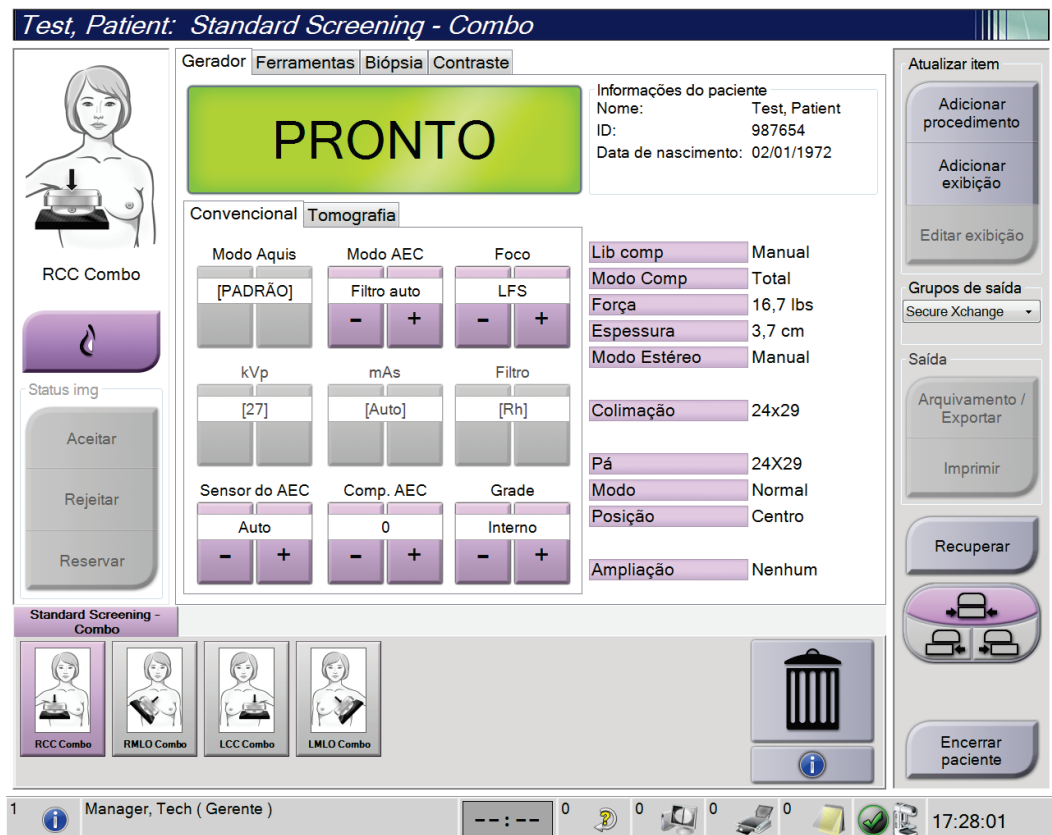 Test, Patient: Standard Screening - Combo
Gerador Ferramentas Biópsia Contraste
PRONTO
Informações do paciente
Nome: Test, Patient
ID: 987654
Data de nascimento: 02/01/1972
RCC Combo
Status img
Aceitar
Rejeitar
Reservar
Convencional Tomografia
Modo Aquis Modo AEC Foco
[PADRÃO] Filtro auto LFS
- + - +
kVp mAs Filtro
[27] [Auto] [Rh]
Sensor do AEC Comp. AEC Grade
Auto 0 Interno
- + - + - +
Lib comp Manual
Modo Comp Total
Força 16,7 lbs
Espessura 3,7 cm
Modo Estéreo Manual
Colimação 24x29
Pá 24X29
Modo Normal
Posição Centro
Ampliação Nenhum
Atualizar item
Adicionar
procedimento
Adicionar
exibição
Editar exibição
Grupos de saída
Secure Xchange
Saída
Arquivamento /
Exportar
Imprimir
Recuperar
Encerrar
paciente
Standard Screening -
Combo
RCC Combo RMLO Combo LCC Combo LMLO Combo
1 Manager, Tech ( Gerente ) --:-- 0 0 0 0 17:28:01